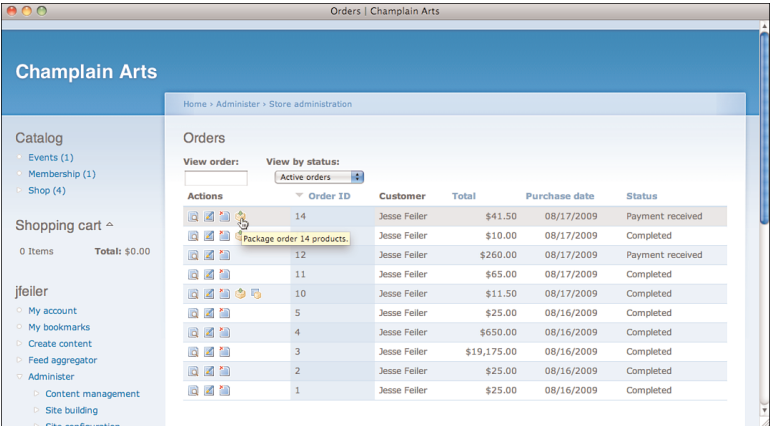 Orders | Champlain Arts
Champlain Arts
Home › Administer › Store administration
Catalog
Events (1)
Membership (1)
Shop (4)
Shopping cart
0 Items Total: $0.00
jfeiler
My account
My bookmarks
Create content
Feed aggregator
Administer
Content management
Site building
Site configuration
Orders
View order: View by status:
Active orders
Actions Order ID Customer Total Purchase date Status
14 Jesse Feiler $41.50 08/17/2009 Payment received
Package order 14 products.
Jesse Feiler $10.00 08/17/2009 Completed
12 Jesse Feiler $260.00 08/17/2009 Payment received
11 Jesse Feiler $65.00 08/17/2009 Completed
10 Jesse Feiler $11.50 08/17/2009 Completed
5 Jesse Feiler $25.00 08/16/2009 Completed
4 Jesse Feiler $650.00 08/16/2009 Completed
3 Jesse Feiler $19,175.00 08/16/2009 Completed
2 Jesse Feiler $25.00 08/16/2009 Completed
1 Jesse Feiler $25.00 08/16/2009 Completed